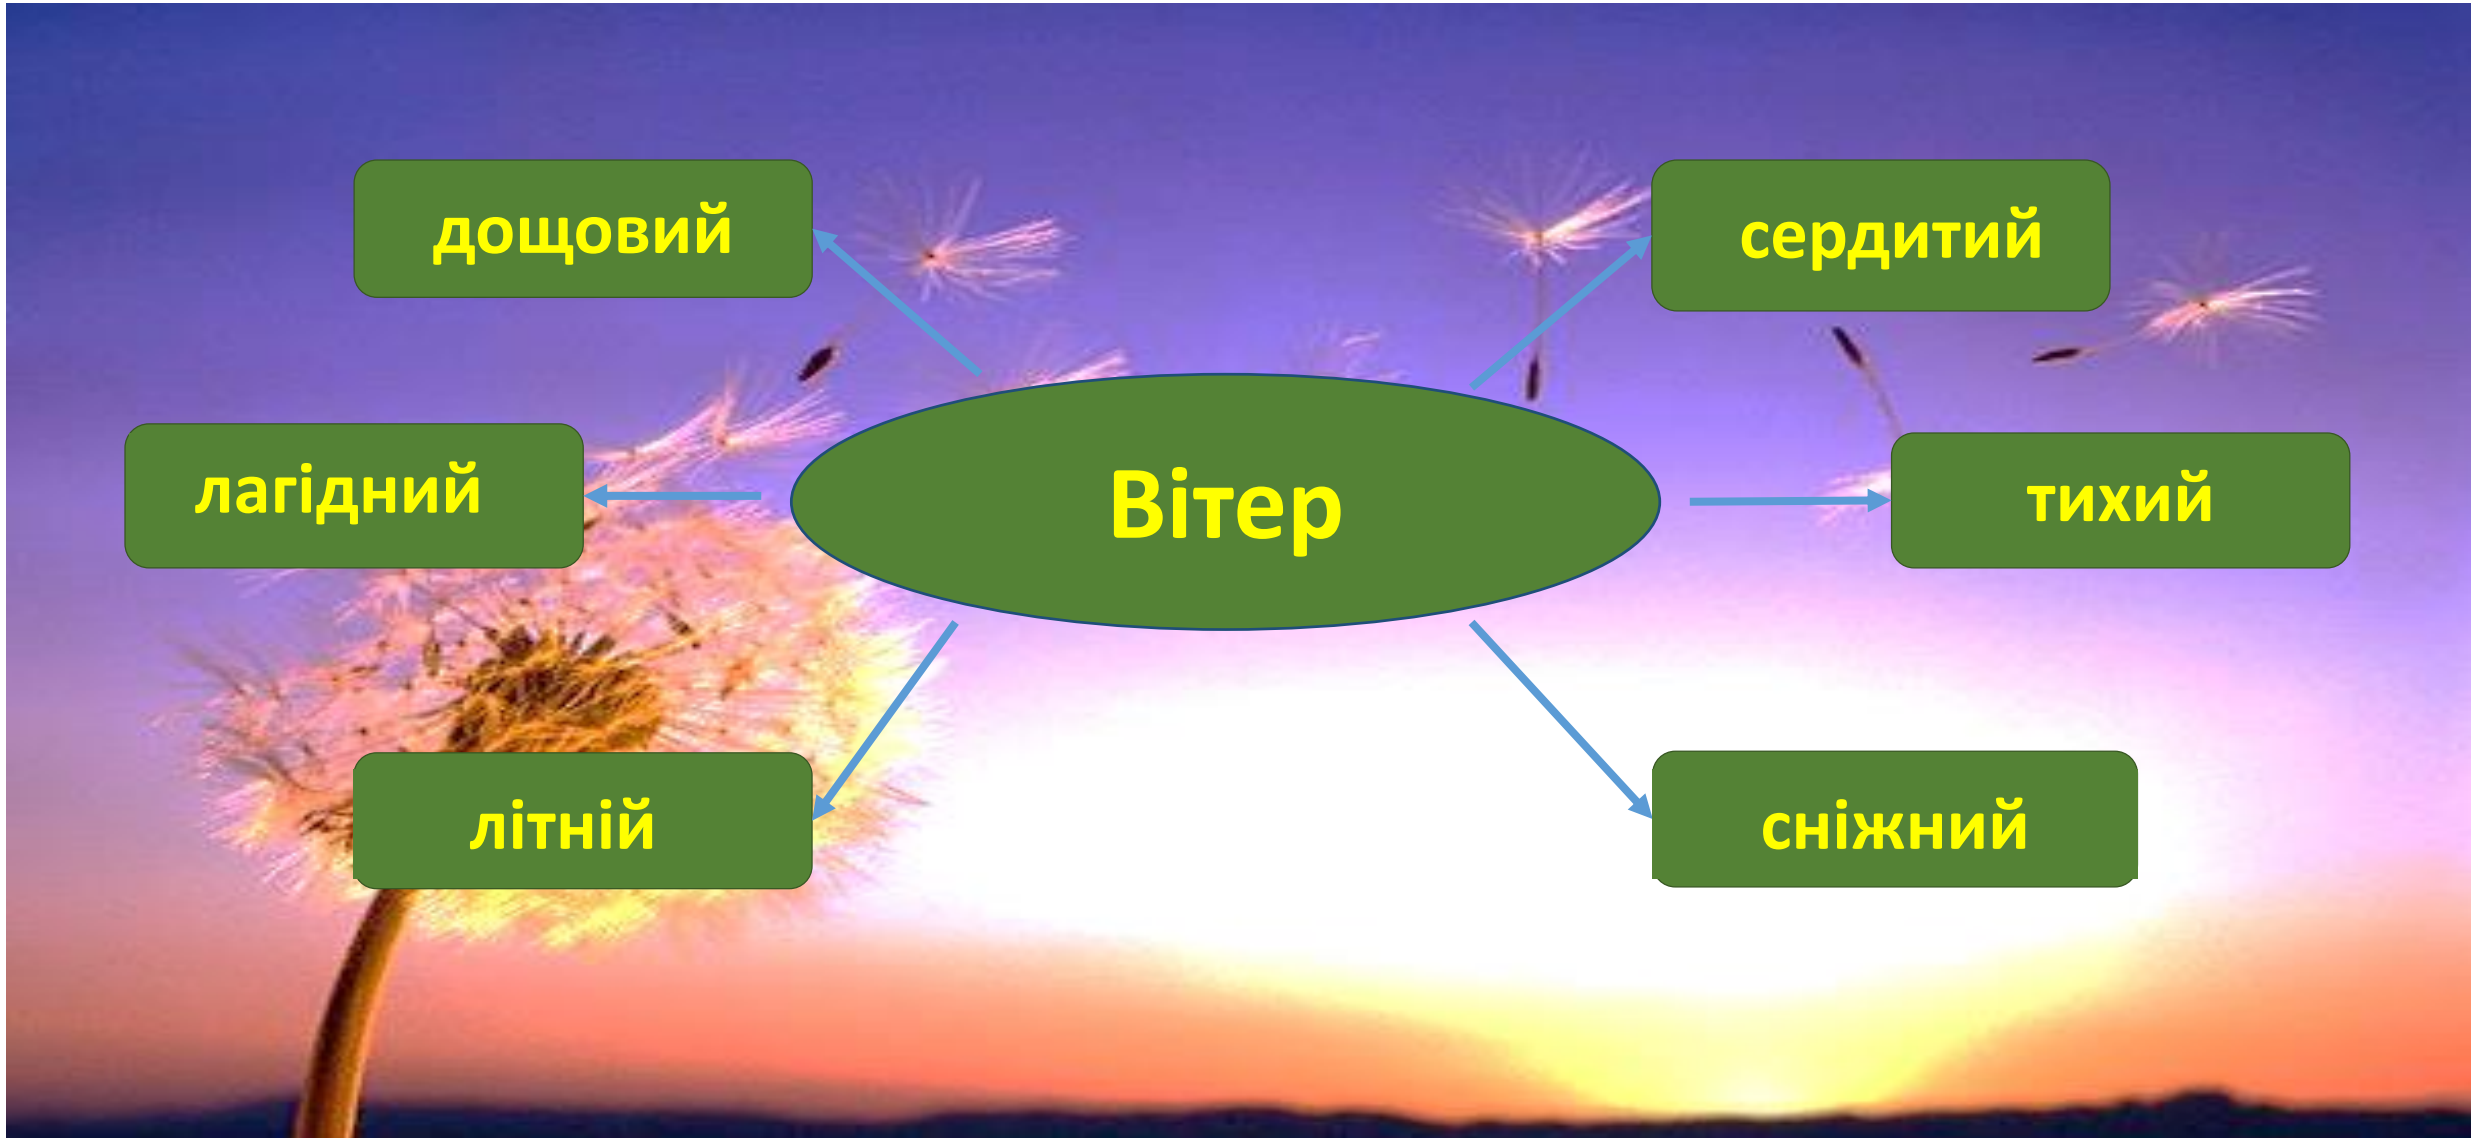 дощовий
сердитий
лагідний
Вітер
тихий
літній
сніжний